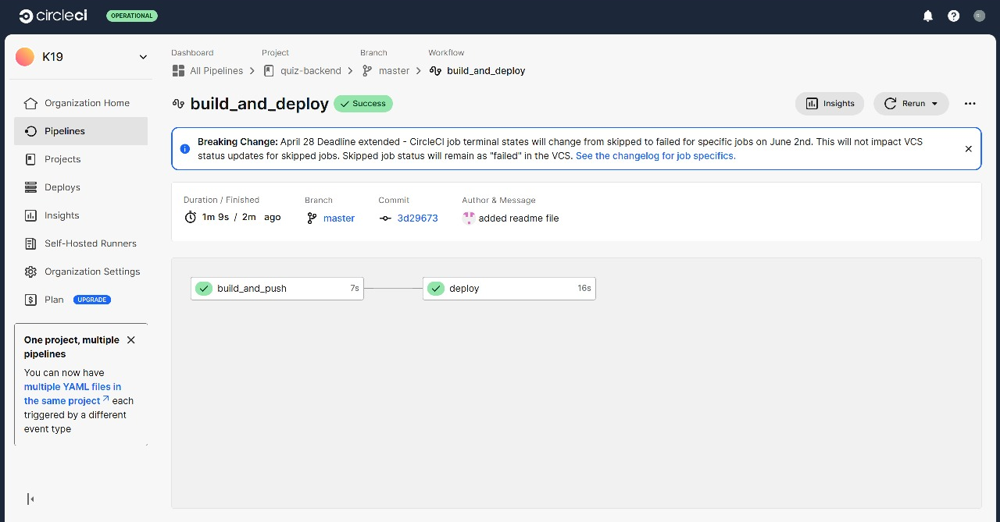 circleci OPERATIONAL
K19
Dashboard Project Branch Workflow
All Pipelines quiz-backend master build_and_deploy
build_and_deploy Success Insights Rerun
Organization Home
Pipelines
Projects
Deploys
Insights
Self-Hosted Runners
Organization Settings
Plan UPGRADE
One project, multiple
pipelines
You can now have
multiple YAML files in
the same project each
triggered by a different
event type
Breaking Change: April 28 Deadline extended - CircleCI job terminal states will change from skipped to failed for specific jobs on June 2nd. This will not impact VCS
status updates for skipped jobs. Skipped job status will remain as "failed" in the VCS. See the changelog for job specifics.
Duration / Finished Branch Commit Author & Message
1m 9s / 2m ago master 3d29673 added readme file
build_and_push 7s deploy 16s